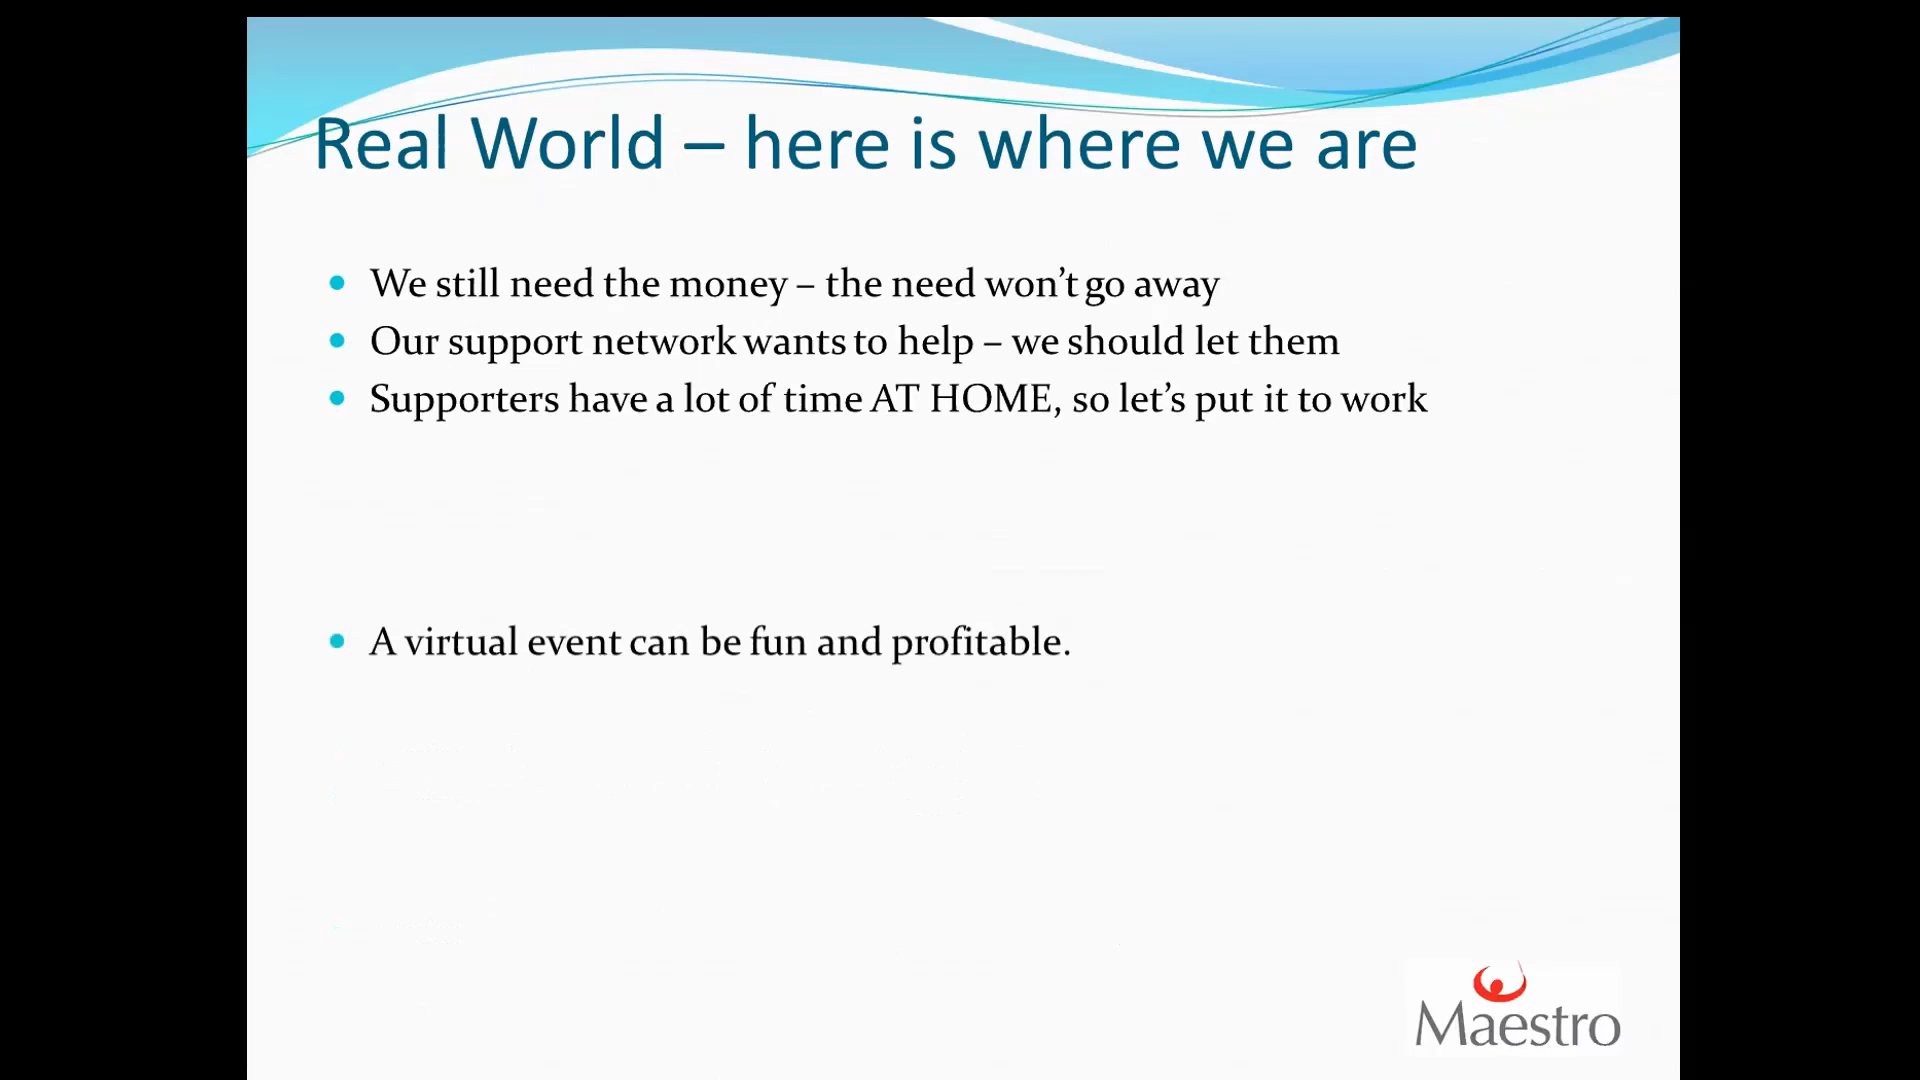 Real World – here is where we are
• We still need the money – the need won’t go away
• Our support network wants to help – we should let them
• Supporters have a lot of time AT HOME, so let’s put it to work
• A virtual event can be fun and profitable.
Maestro